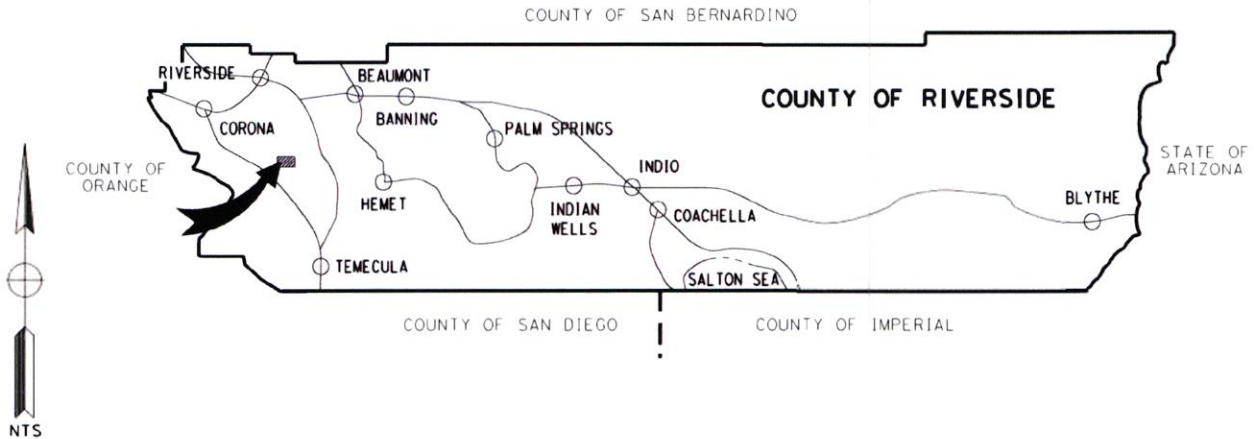 COUNTY OF SAN BERNARDINO
RIVERSIDE
BEAUMONT
COUNTY OF RIVERSIDE
CORONA
BANNING
PALM SPRINGS
COUNTY OF
ORANGE
INDIO
STATE OF
ARIZONA
HEMET
INDIAN
WELLS
COACHELLA
BLYTHE
TEMECULA
SALTON SEA
COUNTY OF SAN DIEGO
COUNTY OF IMPERIAL
NTS